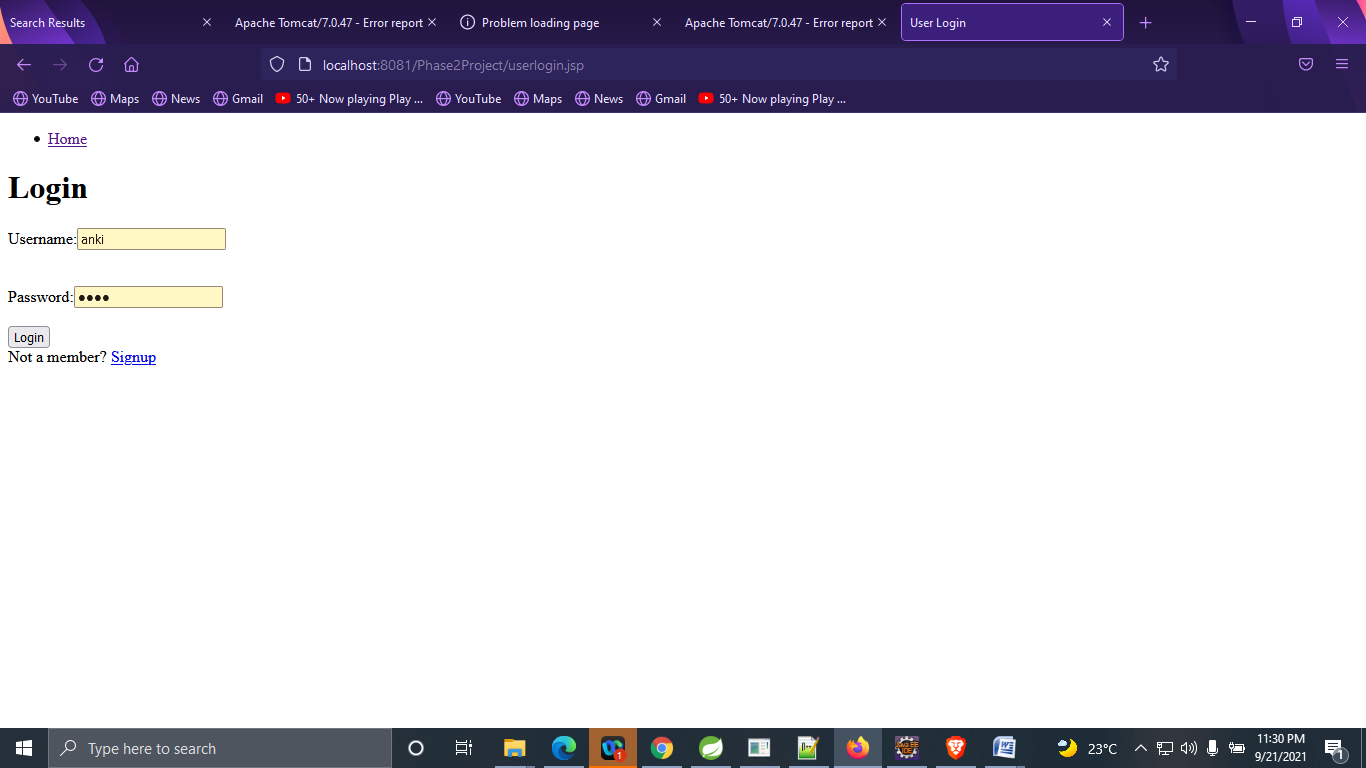 Search Results
Apache Tomcat/7.0.47 - Error report
Problem loading page
Apache Tomcat/7.0.47 - Error report
User Login
localhost:8081/Phase2Project/userlogin.jsp
YouTube Maps News Gmail 50+ Now playing Play ... YouTube Maps News Gmail 50+ Now playing Play ...
Home
Login
Username: anki
Password: ●●●●
Login
Not a member? Signup
Type here to search
1
23°C
11:30 PM
9/21/2021
1